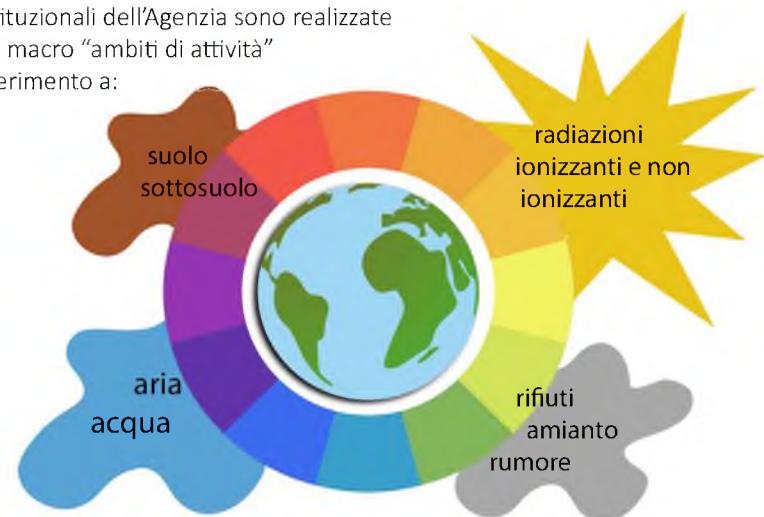 ituzionali dell'Agenzia sono realizzate
macro “ambiti di attività”
erimento a:
suolo
sottosuolo
radiazioni
ionizzanti e non
ionizzanti
aria
acqua
rifiuti
amianto
rumore